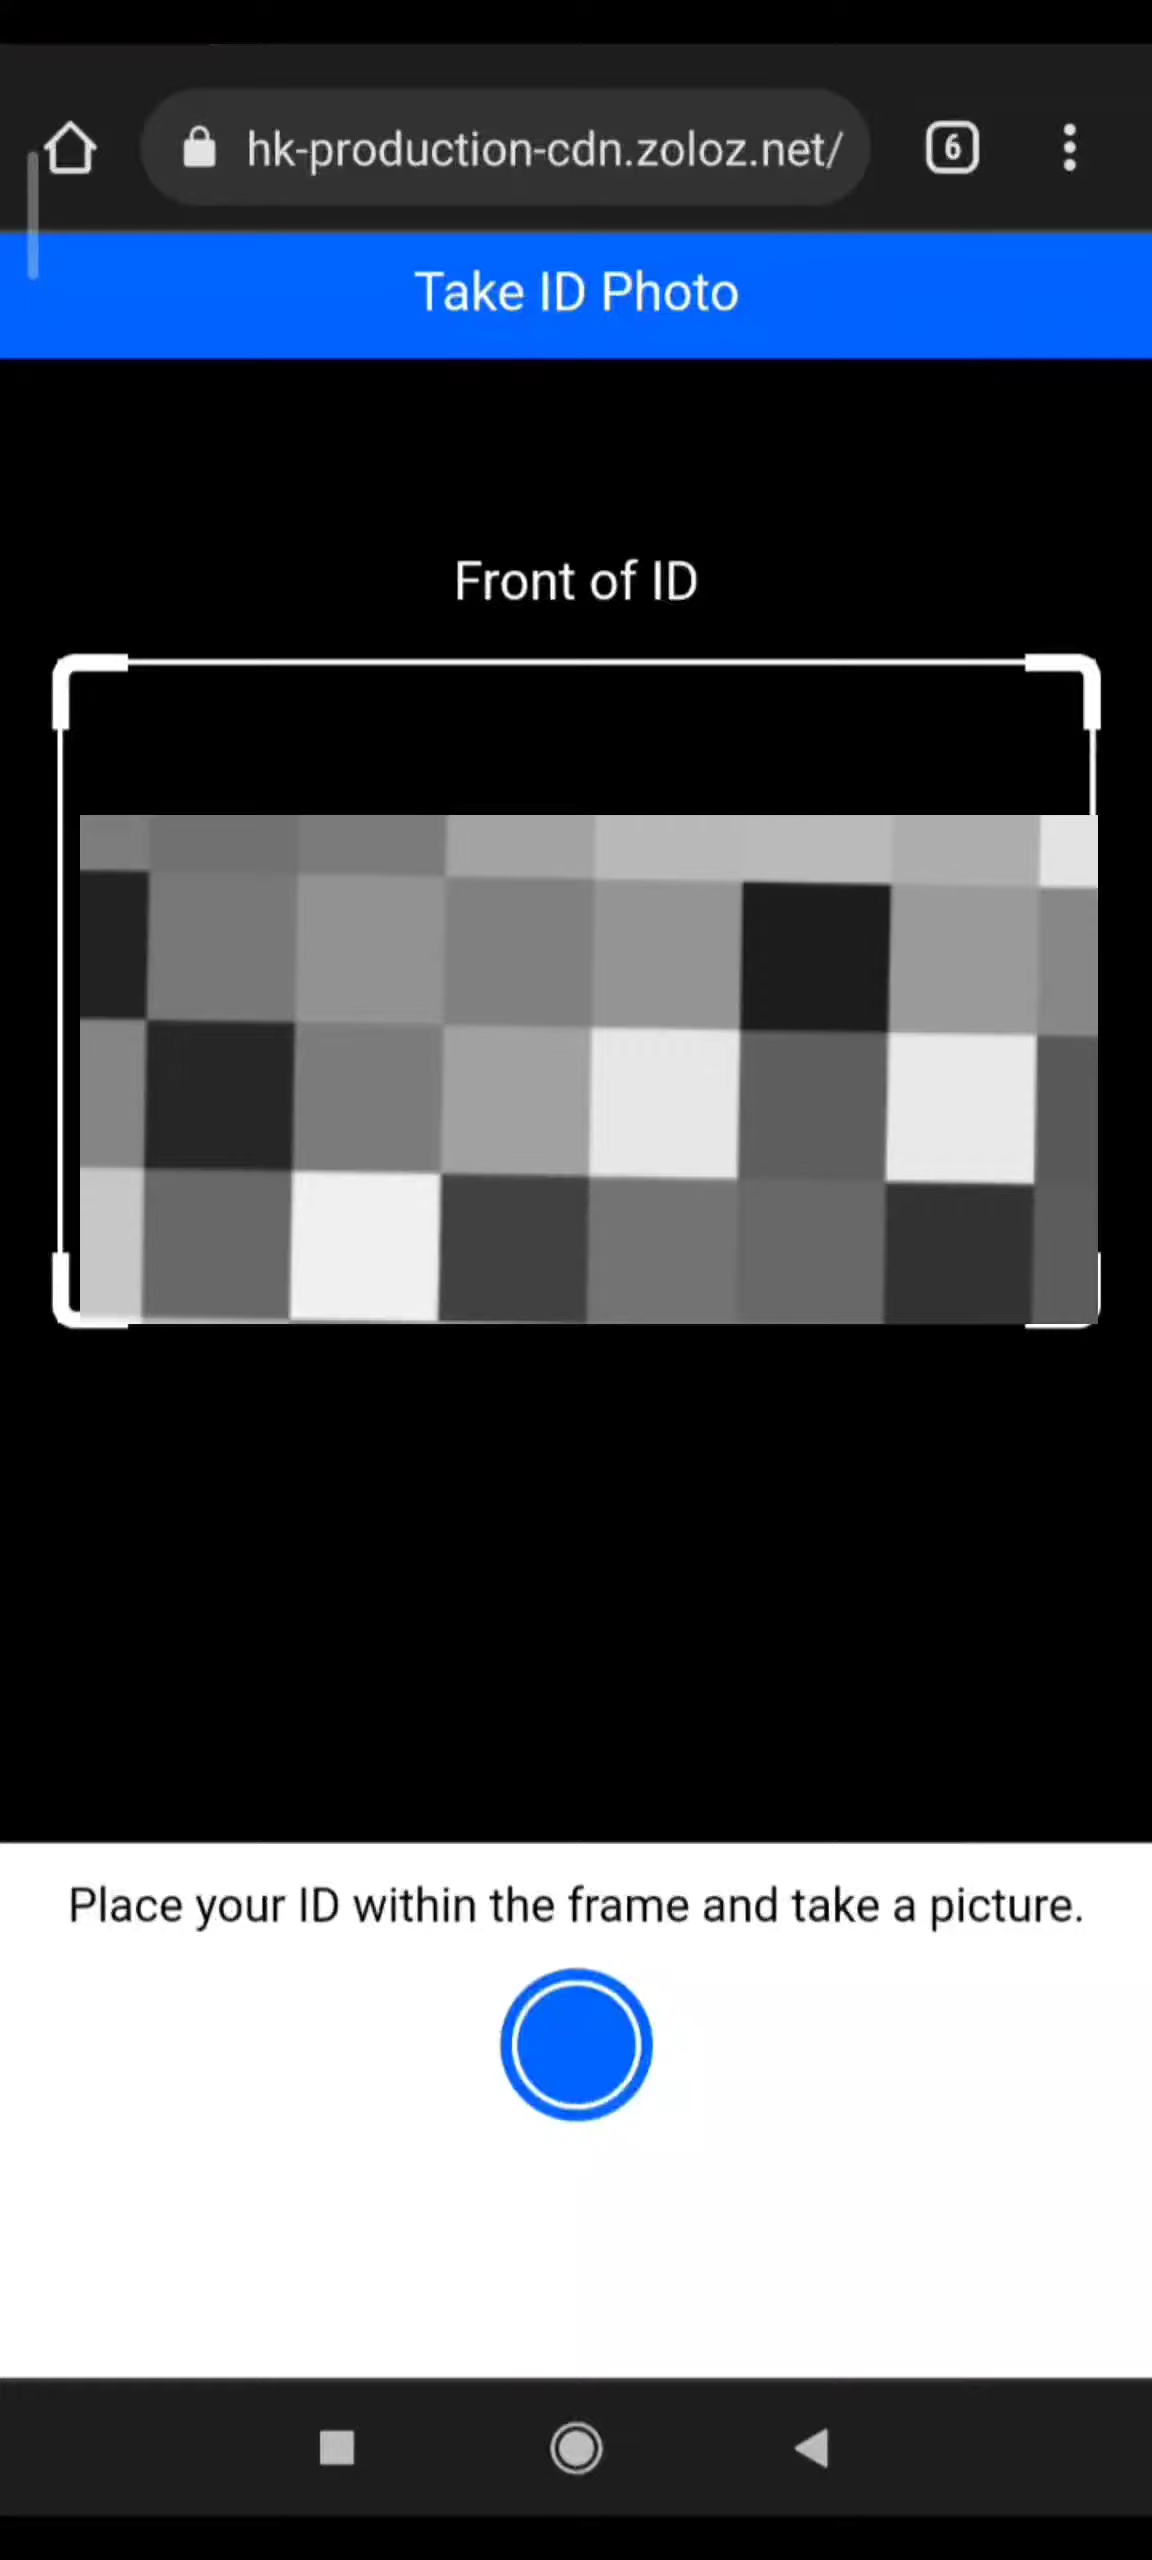 hk-production-cdn.zoloz.net/
6
Take ID Photo
Front of ID
Place your ID within the frame and take a picture.